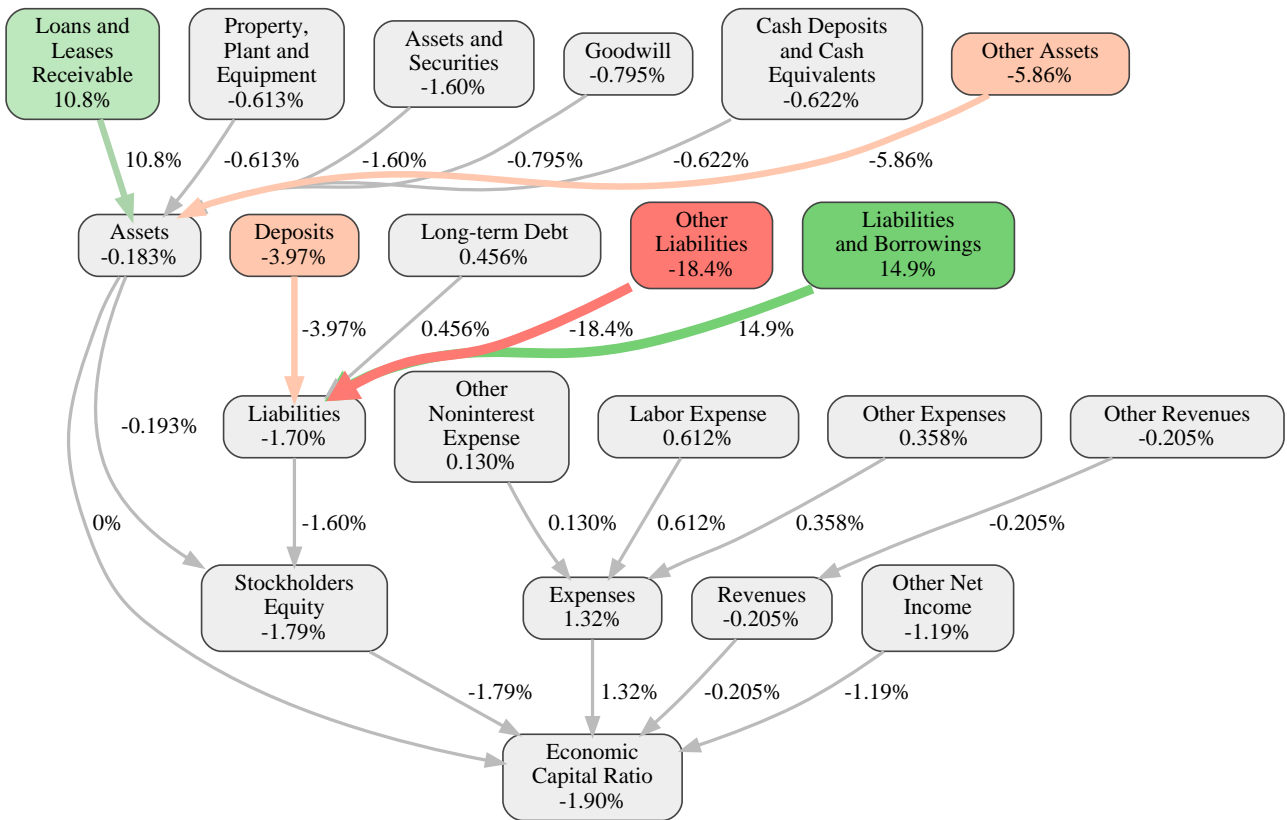 Loans and
Leases
Receivable
10.8%
Property,
Plant and
Equipment
-0.613%
Assets and
Securities
-1.60%
Goodwill
-0.795%
Cash Deposits
and Cash
Equivalents
-0.622%
Other Assets
-5.86%
10.8%
-0.613%
-1.60%
-0.795%
-0.622%
-5.86%
Assets
-0.183%
Deposits
-3.97%
Long-term Debt
0.456%
Other
Liabilities
-18.4%
Liabilities
and Borrowings
14.9%
-3.97%
0.456%
-18.4%
14.9%
-0.193%
Liabilities
-1.70%
Other
Noninterest
Expense
0.130%
Labor Expense
0.612%
Other Expenses
0.358%
Other Revenues
-0.205%
0%
-1.60%
0.130%
0.612%
0.358%
-0.205%
Stockholders
Equity
-1.79%
Expenses
1.32%
Revenues
-0.205%
Other Net
Income
-1.19%
-1.79%
1.32%
-0.205%
-1.19%
Economic
Capital Ratio
-1.90%